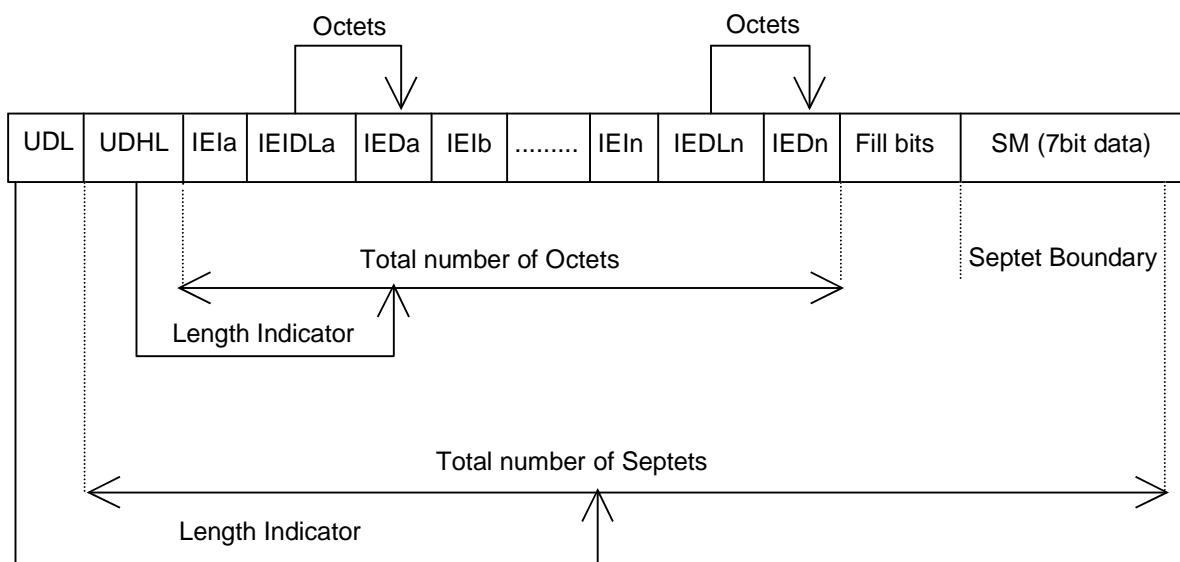 Octets Octets
UDL UDHL IEIa IEIDLa IEDa IEIb ......... IEIn IEDLn IEDn Fill bits SM (7bit data)
Total number of Octets
Septet Boundary
Length Indicator
Total number of Septets
Length Indicator